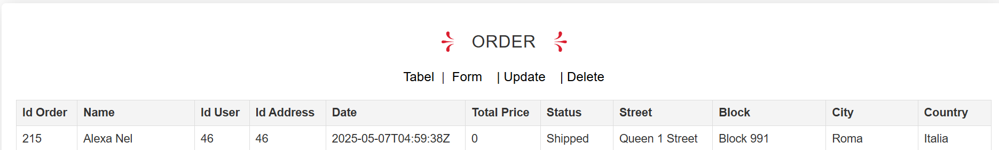 ORDER
Tabel | Form | Update | Delete
Id Order Name Id User Id Address Date Total Price Status Street Block City Country
215 Alexa Nel 46 46 2025-05-07T04:59:38Z 0 Shipped Queen 1 Street Block 991 Roma Italia